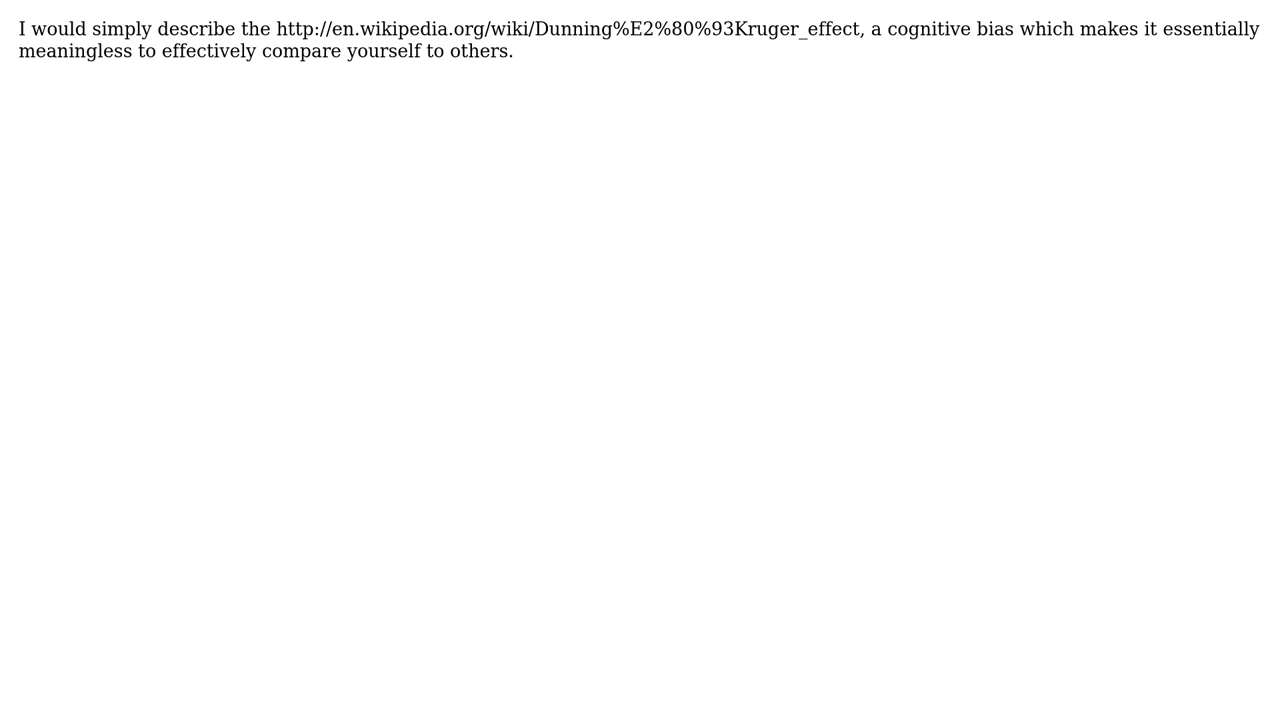 I would simply describe the http://en.wikipedia.org/wiki/Dunning%E2%80%93Kruger_effect, a cognitive bias which makes it essentially
meaningless to effectively compare yourself to others.